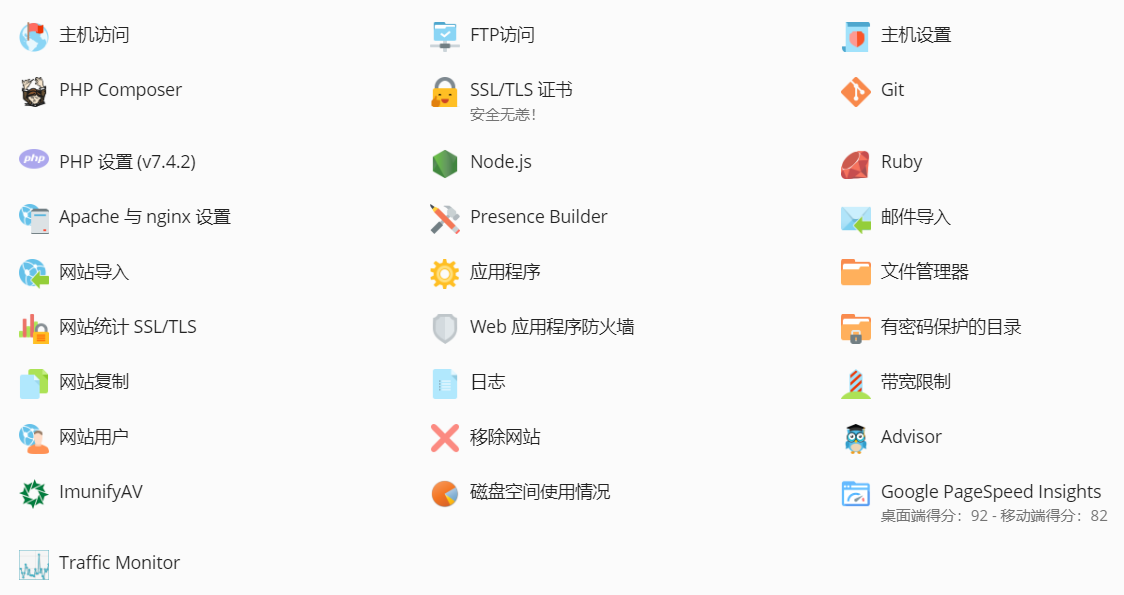 主机访问
FTP访问
主机设置
PHP Composer
SSL/TLS 证书
安全无恙！
Git
php
PHP 设置 (v7.4.2)
Node.js
Ruby
Apache 与 nginx 设置
Presence Builder
邮件导入
网站导入
应用程序
文件管理器
网站统计 SSL/TLS
Web 应用程序防火墙
有密码保护的目录
网站复制
日志
带宽限制
网站用户
移除网站
Advisor
ImunifyAV
磁盘空间使用情况
Google PageSpeed Insights
桌面端得分：92 - 移动端得分：82
Traffic Monitor